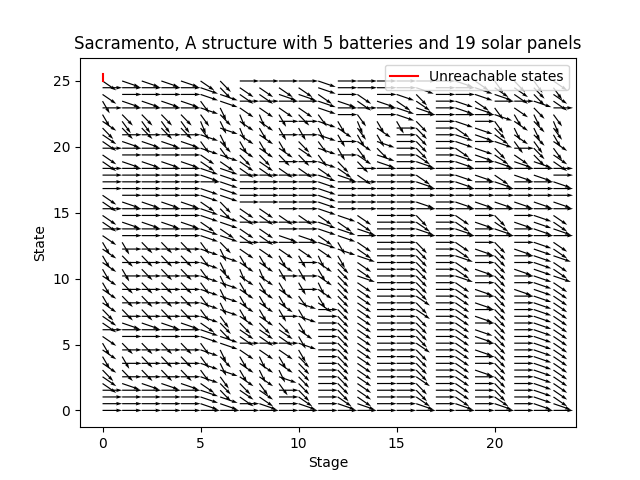 Sacramento, A structure with 5 batteries and 19 solar panels
Unreachable states
25
20
15
10
5
0
State
0 5 10 15 20
Stage